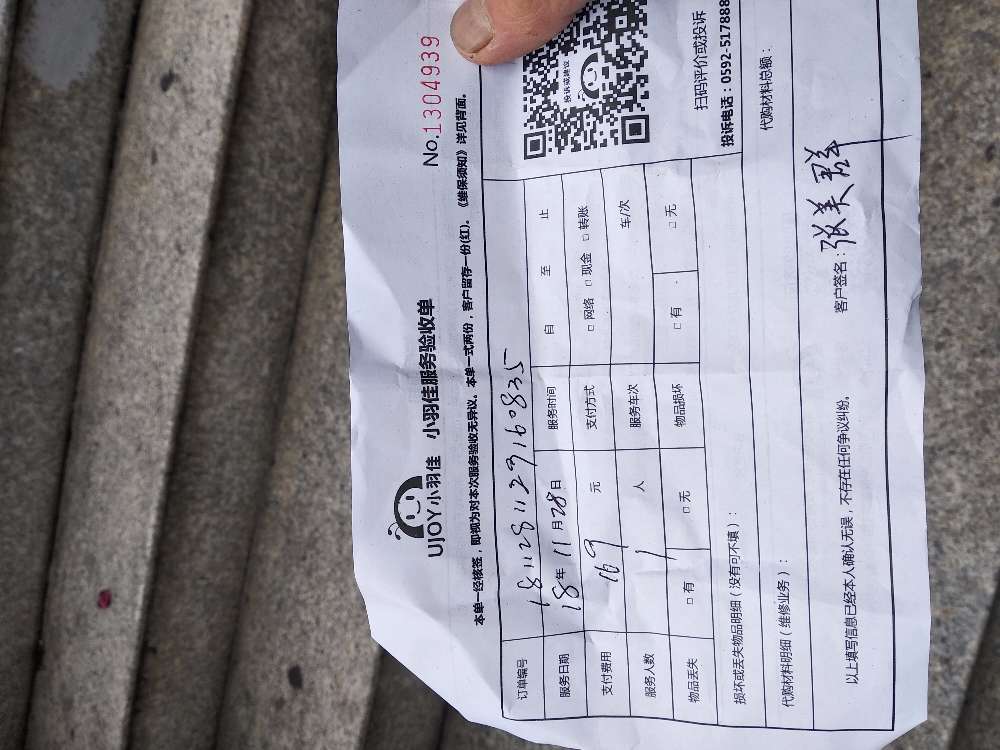 UJOY小羽佳 小羽佳服务验收单
No.1304939
本单一经核签，即视为对本次服务验收无异议。本单一式两份，客户留存一份(红)。《维保须知》详见背面。
订单编号 1811281123160835
服务日期 18年11月28日 服务时间 自 至 止
支付费用 169 元 支付方式 □ 网络 □ 现金 □ 转账
服务人数 1 人 服务车次 车/次
物品丢失 □ 有 □ 无 物品损坏 □ 有 □ 无
投诉或建议
扫码评价或投诉
投诉电话：0592-517888
损坏或丢失物品明细（没有可不填）：
代购材料明细（维修业务）： 代购材料总额：
以上填写信息已经本人确认无误，不存在任何争议纠纷。 客户签名：张美群